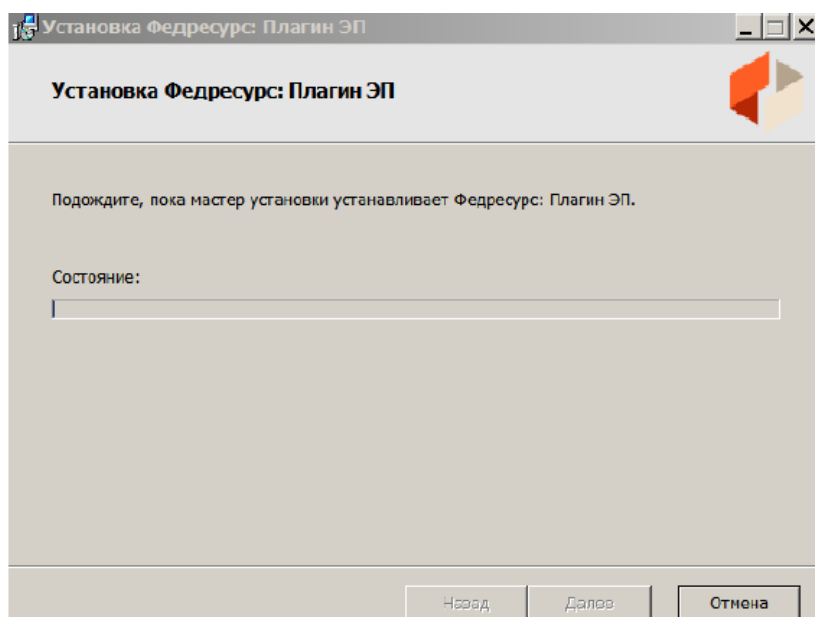 Установка Федресурс: Плагин ЭП
Установка Федресурс: Плагин ЭП
Подождите, пока мастер установки устанавливает Федресурс: Плагин ЭП.
Состояние:
Назад
Далее
Отмена